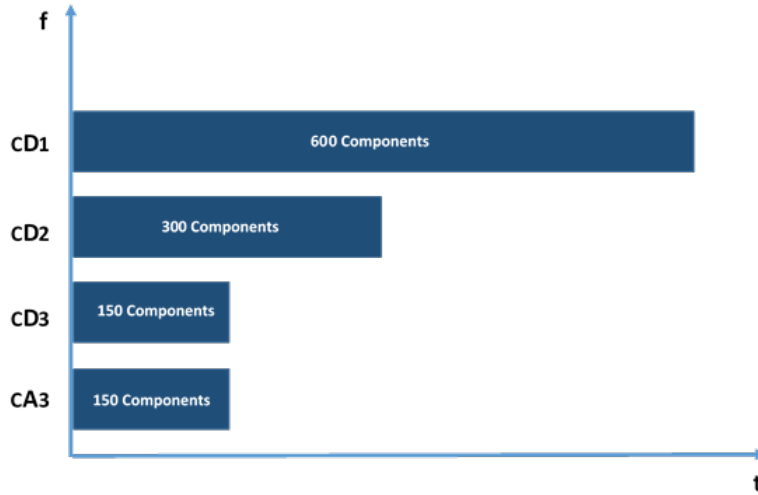 f
cD1
600 Components
cD2
300 Components
cD3
150 Components
cA3
150 Components
t